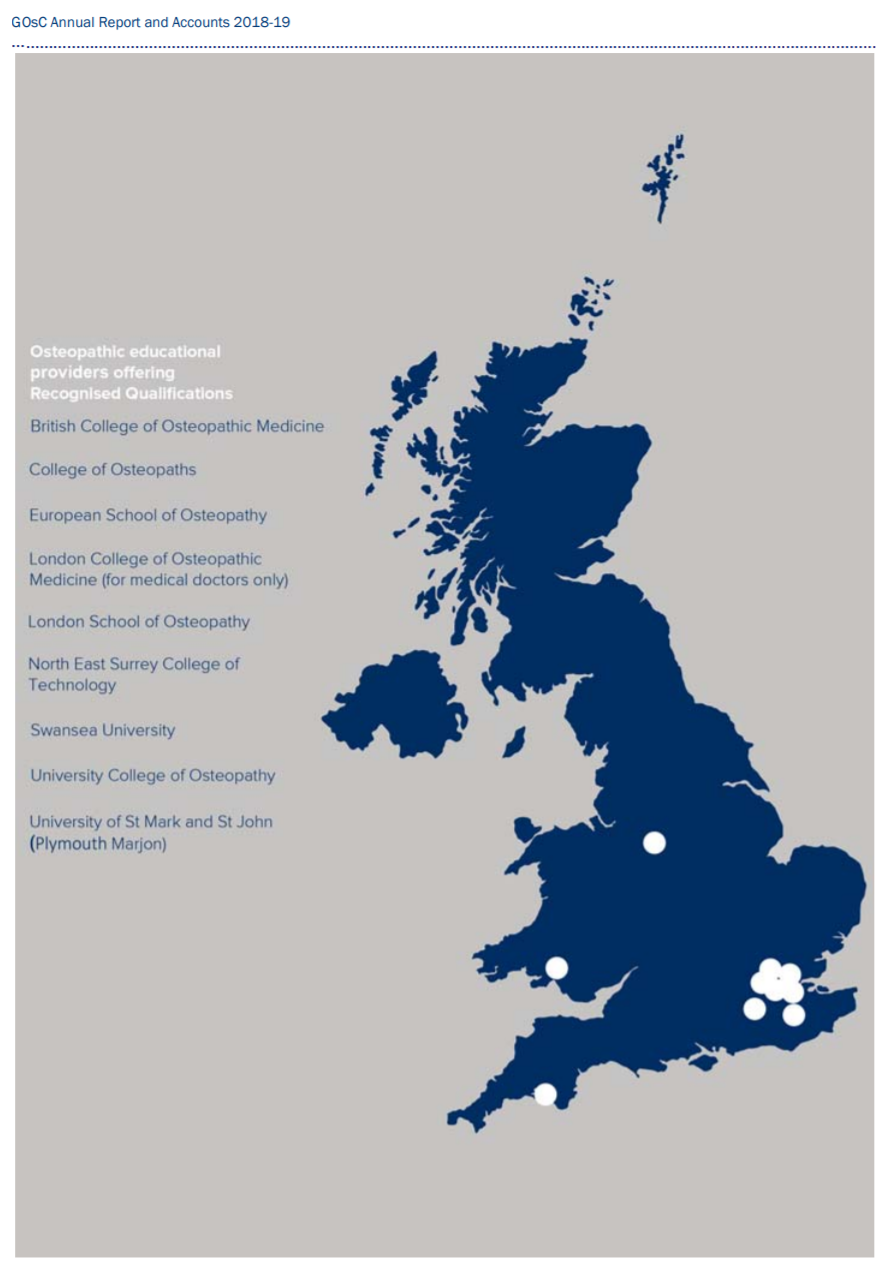 GOsC Annual Report and Accounts 2018-19
Osteopathic educational
providers offering
Recognised Qualifications
British College of Osteopathic Medicine
College of Osteopaths
European School of Osteopathy
London College of Osteopathic
Medicine (for medical doctors only)
London School of Osteopathy
North East Surrey College of
Technology
Swansea University
University College of Osteopathy
University of St Mark and St John
(Plymouth Marjon)